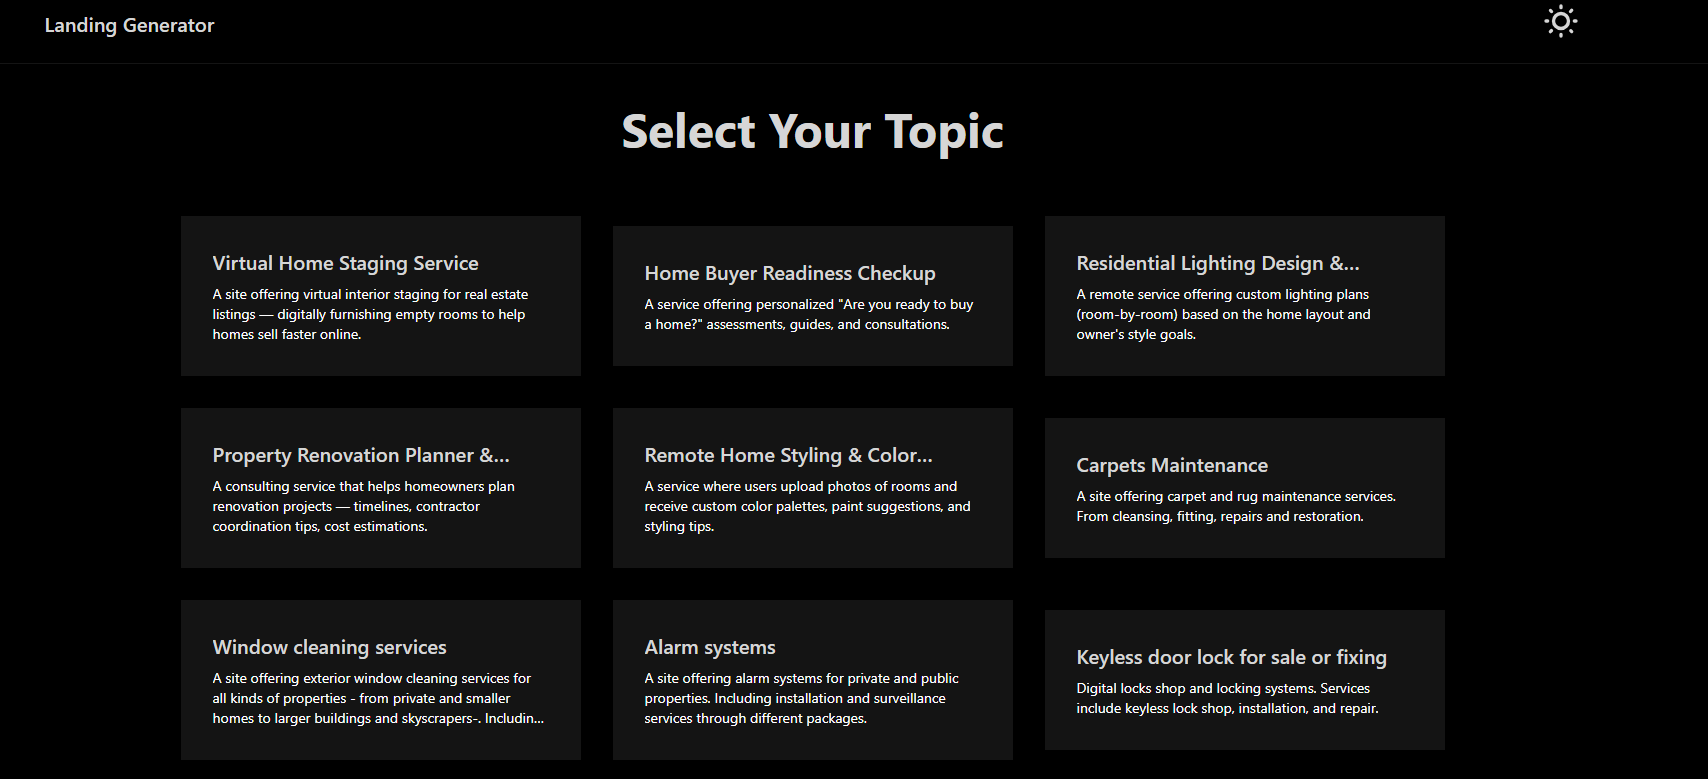 Landing Generator
Select Your Topic
Virtual Home Staging Service
A site offering virtual interior staging for real estate
listings — digitally furnishing empty rooms to help
homes sell faster online.
Home Buyer Readiness Checkup
A service offering personalized "Are you ready to buy
a home?" assessments, guides, and consultations.
Residential Lighting Design &...
A remote service offering custom lighting plans
(room-by-room) based on the home layout and
owner's style goals.
Property Renovation Planner &...
A consulting service that helps homeowners plan
renovation projects — timelines, contractor
coordination tips, cost estimations.
Remote Home Styling & Color...
A service where users upload photos of rooms and
receive custom color palettes, paint suggestions, and
styling tips.
Carpets Maintenance
A site offering carpet and rug maintenance services.
From cleansing, fitting, repairs and restoration.
Window cleaning services
A site offering exterior window cleaning services for
all kinds of properties - from private and smaller
homes to larger buildings and skyscrapers-. Includin...
Alarm systems
A site offering alarm systems for private and public
properties. Including installation and surveillance
services through different packages.
Keyless door lock for sale or fixing
Digital locks shop and locking systems. Services
include keyless lock shop, installation, and repair.